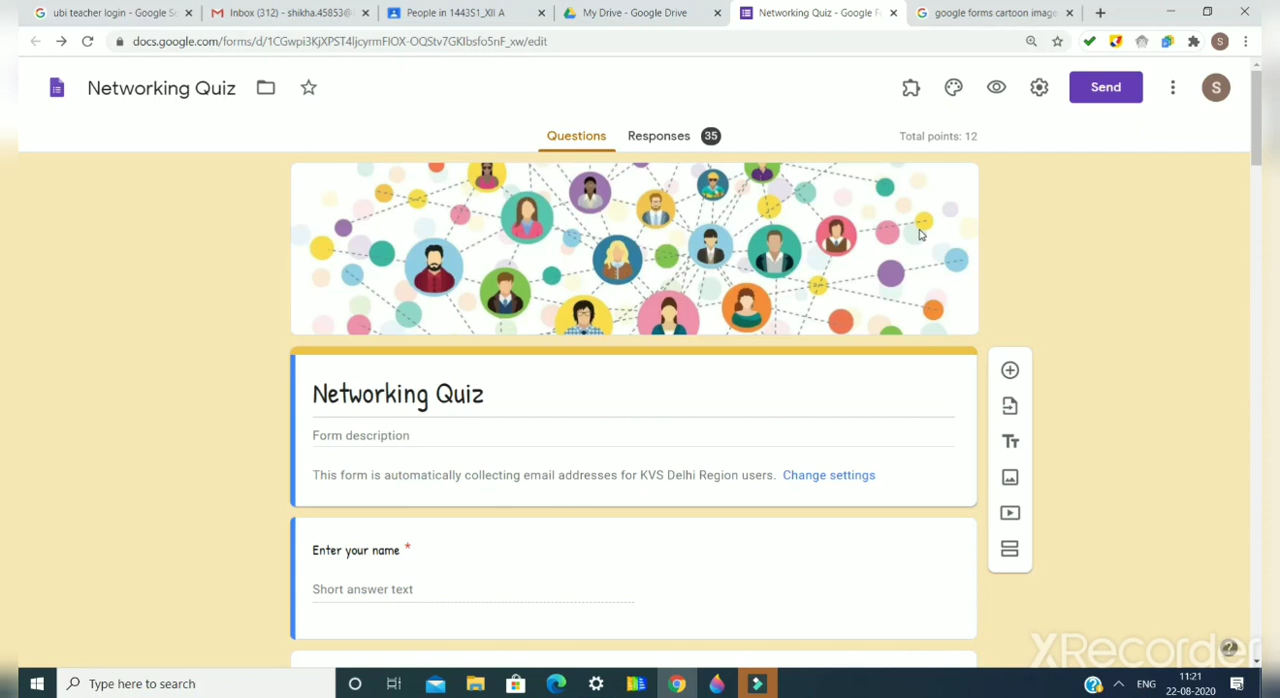 ubi teacher login - Google Se
Inbox (312) - shikha.45853@
People in 1443S1_XII A
My Drive - Google Drive
Networking Quiz - Google F
google forms cartoon image
docs.google.com/forms/d/1CGwpi3KjXPST4ljcyrmFIOX-OQStv7GKIbsfo5nF_xw/edit
S
Networking Quiz
Send
S
Questions
Responses 35
Total points: 12
Networking Quiz
Form description
This form is automatically collecting email addresses for KVS Delhi Region users. Change settings
Enter your name *
Short answer text
XRecorder
Type here to search
ENG
11:21
22-08-2020